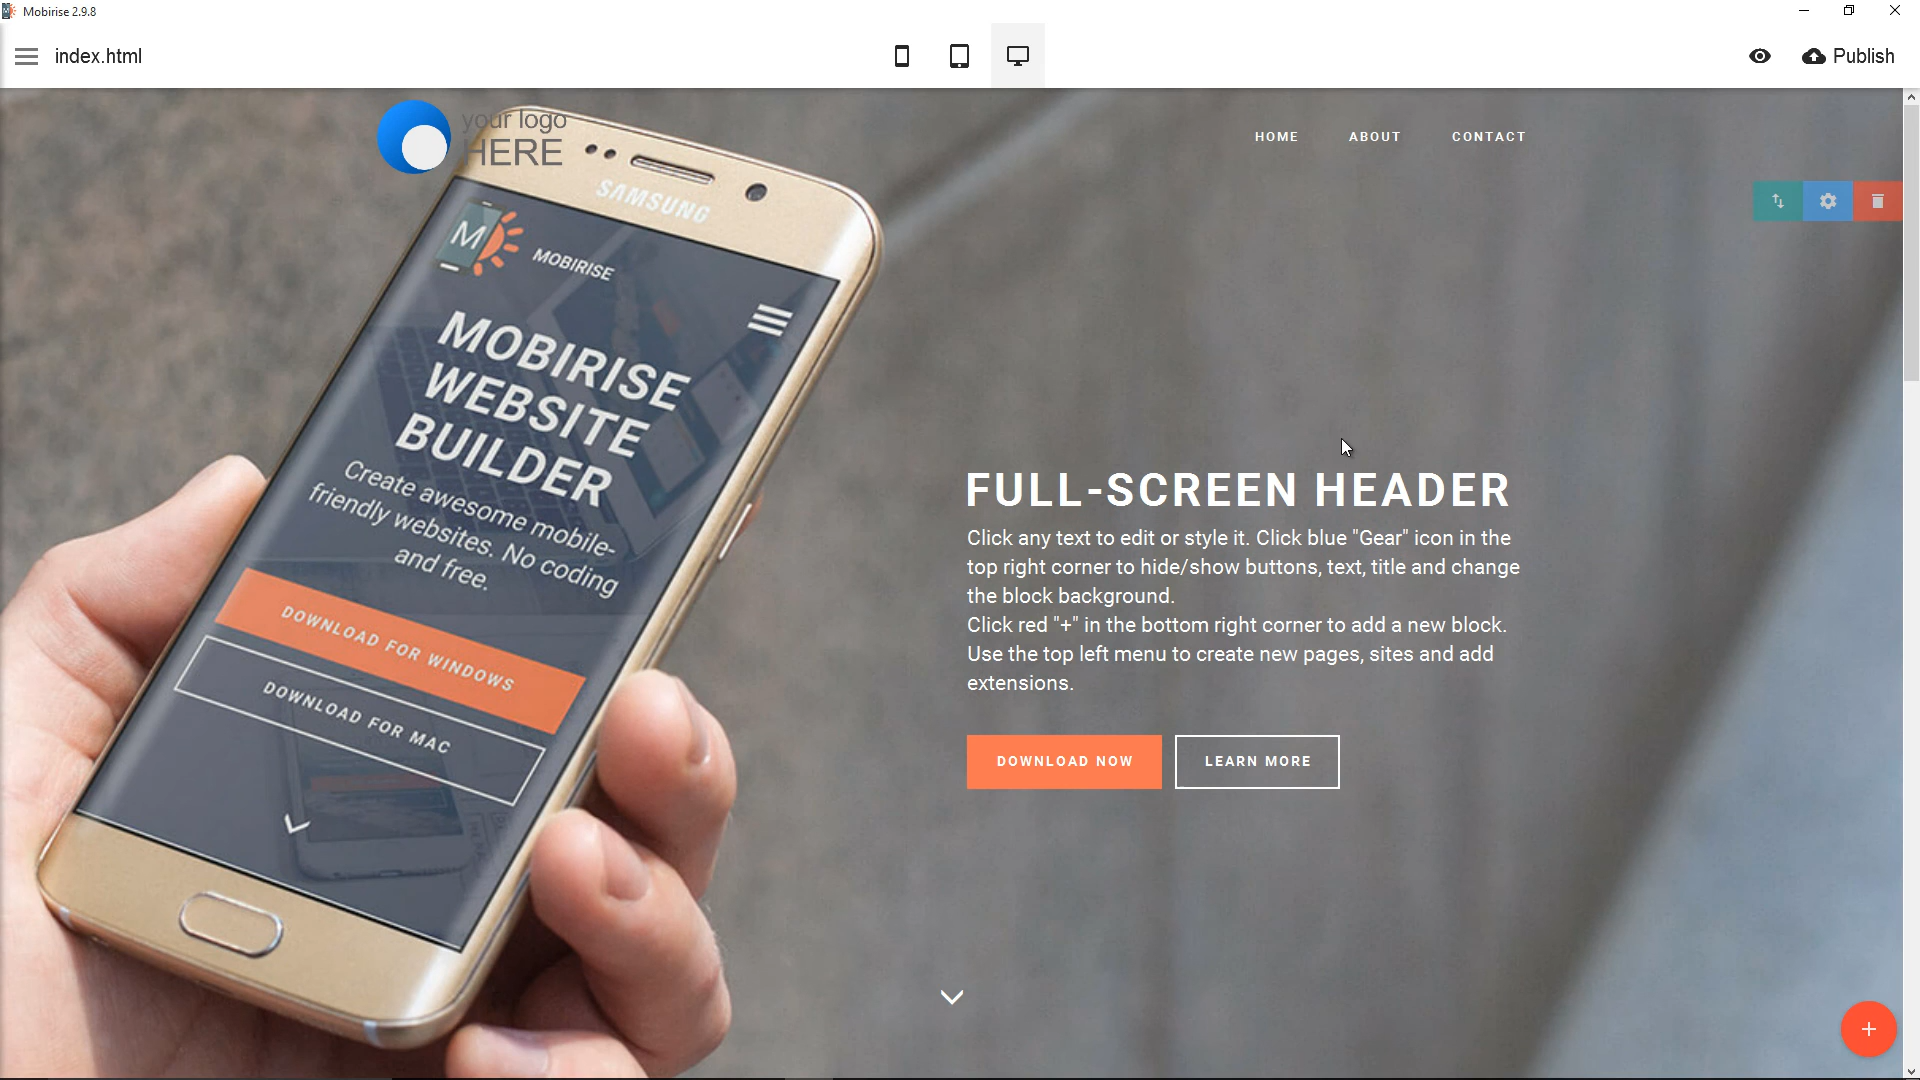 Mobirise 2.9.8
index.html
Publish
your logo
HERE
HOME ABOUT CONTACT
SAMSUNG
M
MOBIRISE
MOBIRISE
WEBSITE
BUILDER
Create awesome mobile-
friendly websites. No coding
and free.
DOWNLOAD FOR WINDOWS
DOWNLOAD FOR MAC
FULL-SCREEN HEADER
Click any text to edit or style it. Click blue "Gear" icon in the
top right corner to hide/show buttons, text, title and change
the block background.
Click red "+" in the bottom right corner to add a new block.
Use the top left menu to create new pages, sites and add
extensions.
DOWNLOAD NOW
LEARN MORE